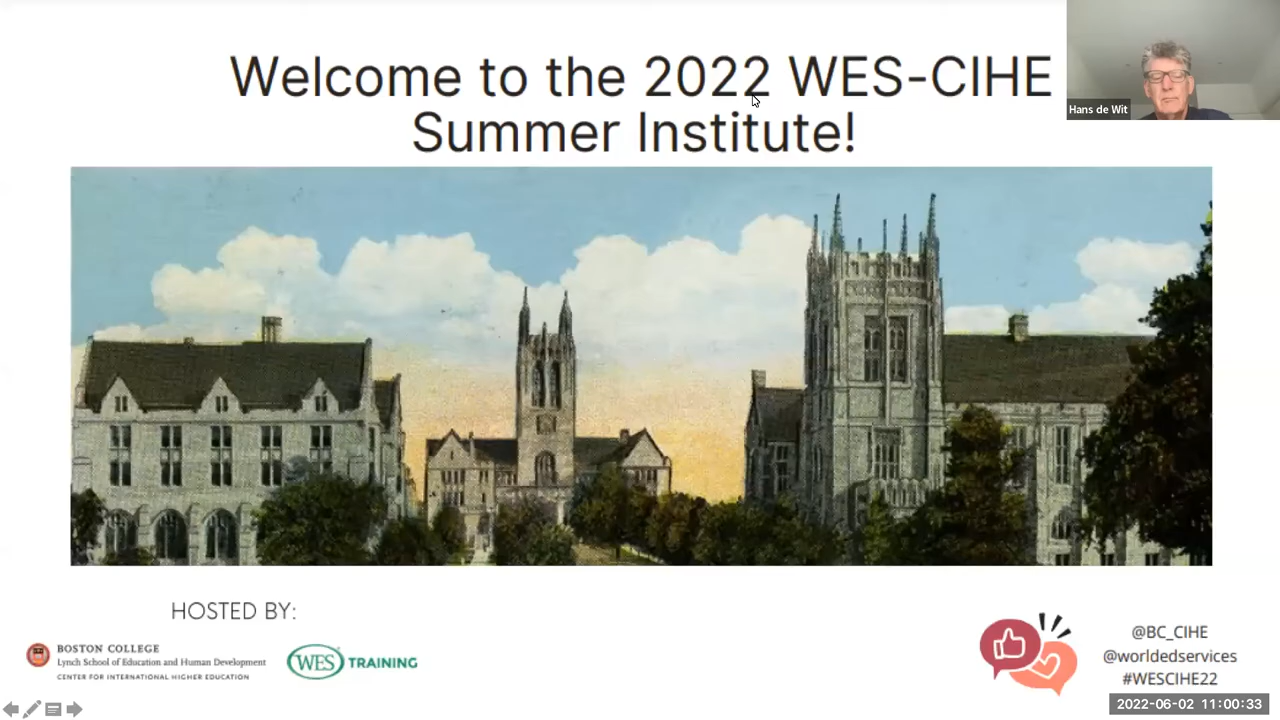 Welcome to the 2022 WES-CIHE
Summer Institute!
Hans de Wit
HOSTED BY:
BOSTON COLLEGE
Lynch School of Education and Human Development
CENTER FOR INTERNATIONAL HIGHER EDUCATION
WES TRAINING
@BC_CIHE
@worldedservices
#WESCIHE22
2022-06-02 11:00:33